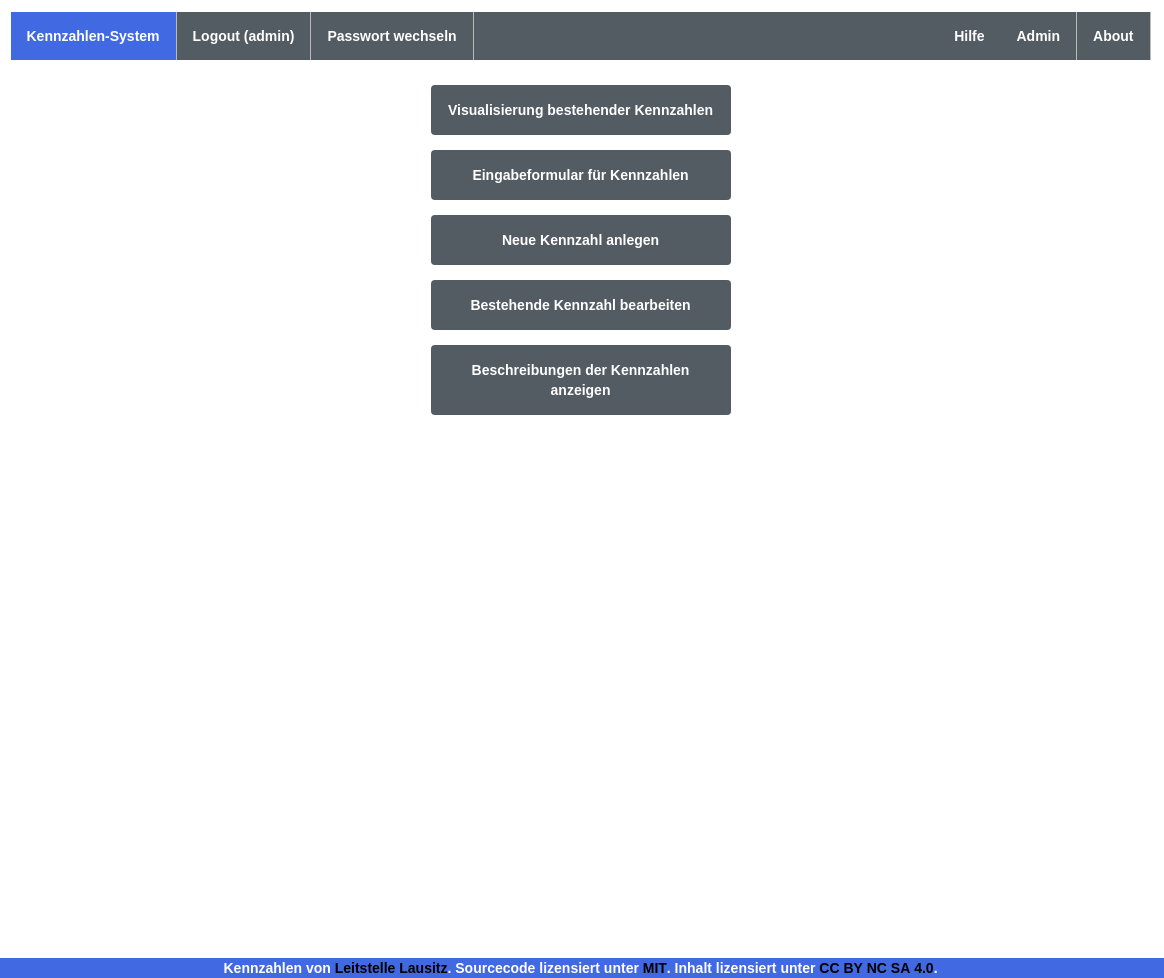 Kennzahlen-System Logout (admin) Passwort wechseln Hilfe Admin About
Visualisierung bestehender Kennzahlen
Eingabeformular für Kennzahlen
Neue Kennzahl anlegen
Bestehende Kennzahl bearbeiten
Beschreibungen der Kennzahlen
anzeigen
Kennzahlen von Leitstelle Lausitz. Sourcecode lizensiert unter MIT. Inhalt lizensiert unter CC BY NC SA 4.0.